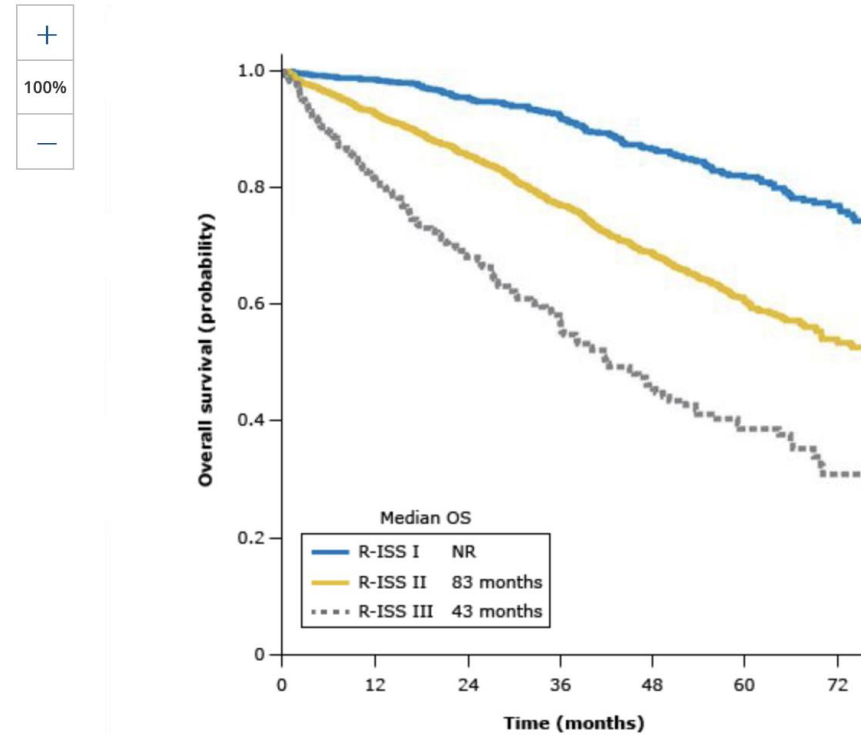 +
100%
−
1.0
0.8
0.6
0.4
0.2
0
Overall survival (probability)
Median OS
R-ISS I NR
R-ISS II 83 months
R-ISS III 43 months
0 12 24 36 48 60 72
Time (months)